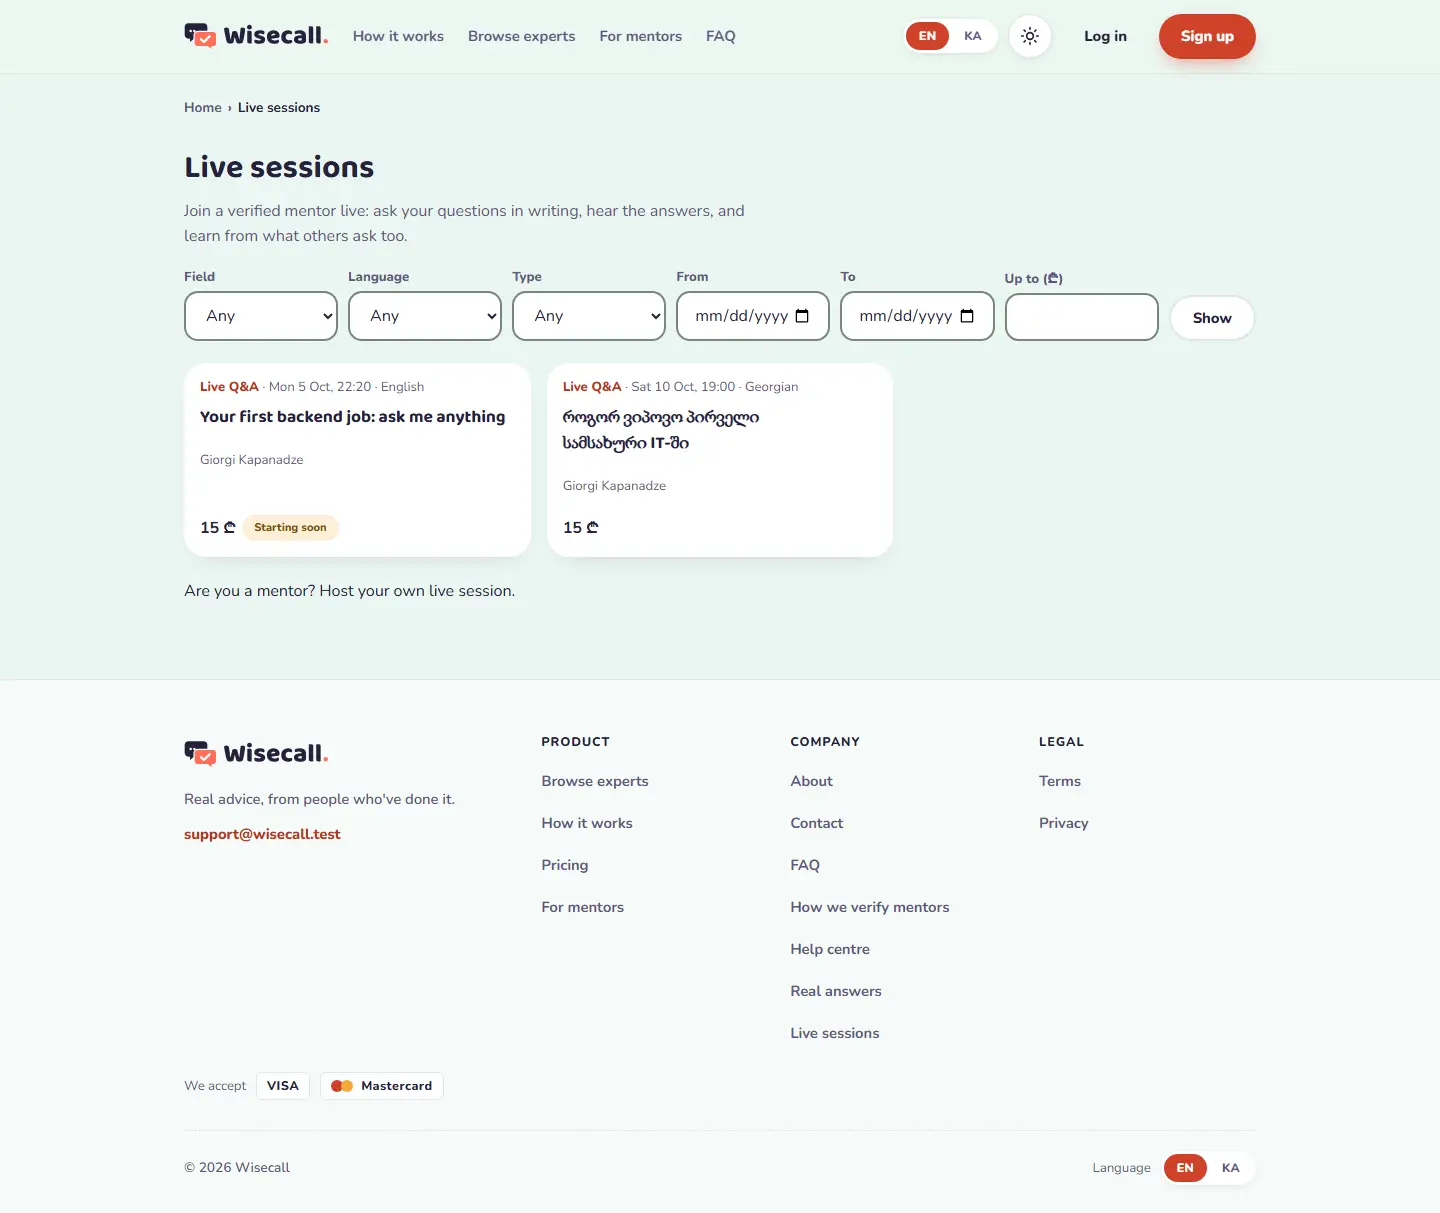 Wisecall.
How it works
Browse experts
For mentors
FAQ
EN
KA
Log in
Sign up
Home › Live sessions
Live sessions
Join a verified mentor live: ask your questions in writing, hear the answers, and
learn from what others ask too.
Field
Language
Type
From
To
Up to (₾)
Any
Any
Any
mm/dd/yyyy
mm/dd/yyyy
Show
Live Q&A · Mon 5 Oct, 22:20 · English
Your first backend job: ask me anything
Giorgi Kapanadze
15 ₾ Starting soon
Live Q&A · Sat 10 Oct, 19:00 · Georgian
როგორ ვიპოვო პირველი
სამსახური IT-ში
Giorgi Kapanadze
15 ₾
Are you a mentor? Host your own live session.
Wisecall.
Real advice, from people who've done it.
support@wisecall.test
PRODUCT
Browse experts
How it works
Pricing
For mentors
COMPANY
About
Contact
FAQ
How we verify mentors
Help centre
Real answers
Live sessions
LEGAL
Terms
Privacy
We accept
VISA
Mastercard
© 2026 Wisecall
Language
EN
KA